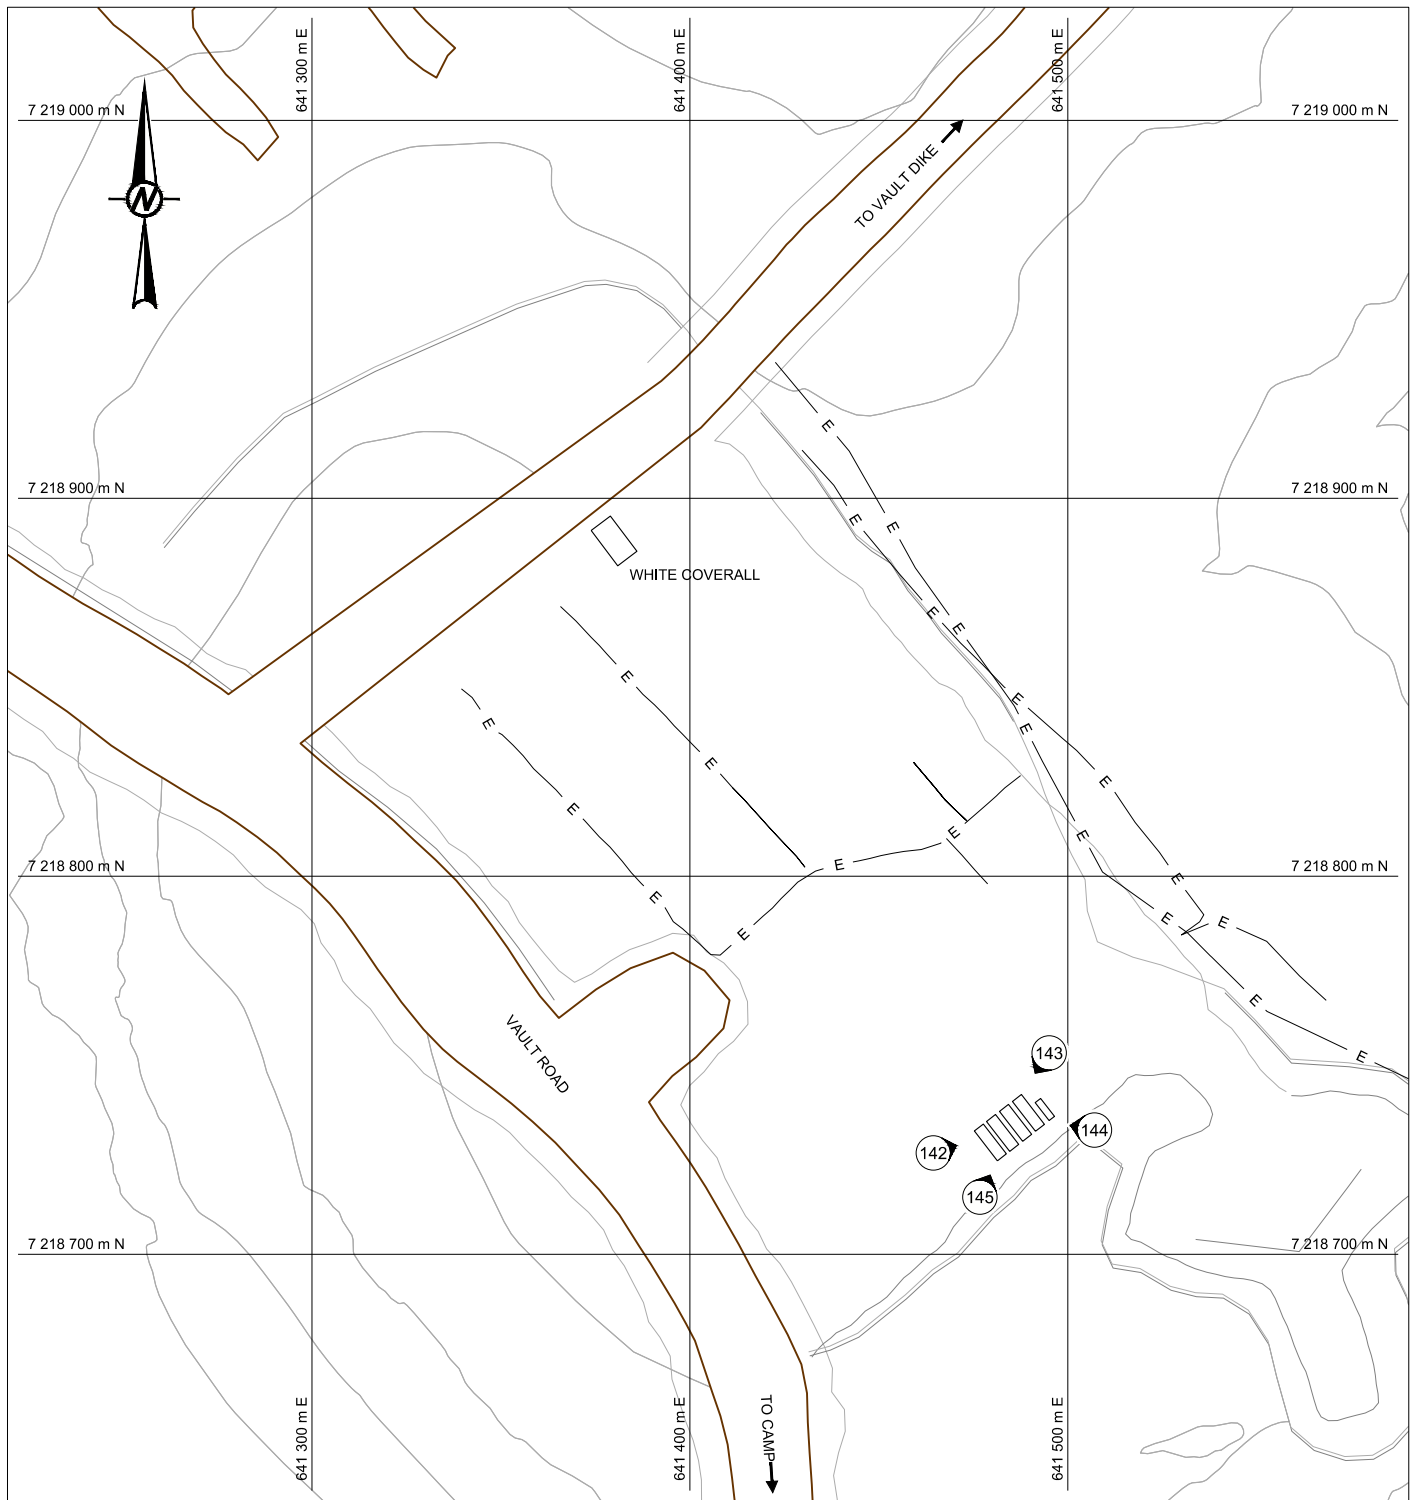 641 300 m E
641 400 m E
641 500 m E
7 219 000 m N
7 219 000 m N
TO VAULT DIKE
N
E
7 218 900 m N
7 218 900 m N
E
E
WHITE COVERALL
E
E
E
E
E
E
E
E
E
E
E
E
7 218 800 m N
7 218 800 m N
E
E
E
E
E
E
VAULT ROAD
143
E
144
142
145
7 218 700 m N
7 218 700 m N
TO CAMP
641 300 m E
641 400 m E
641 500 m E